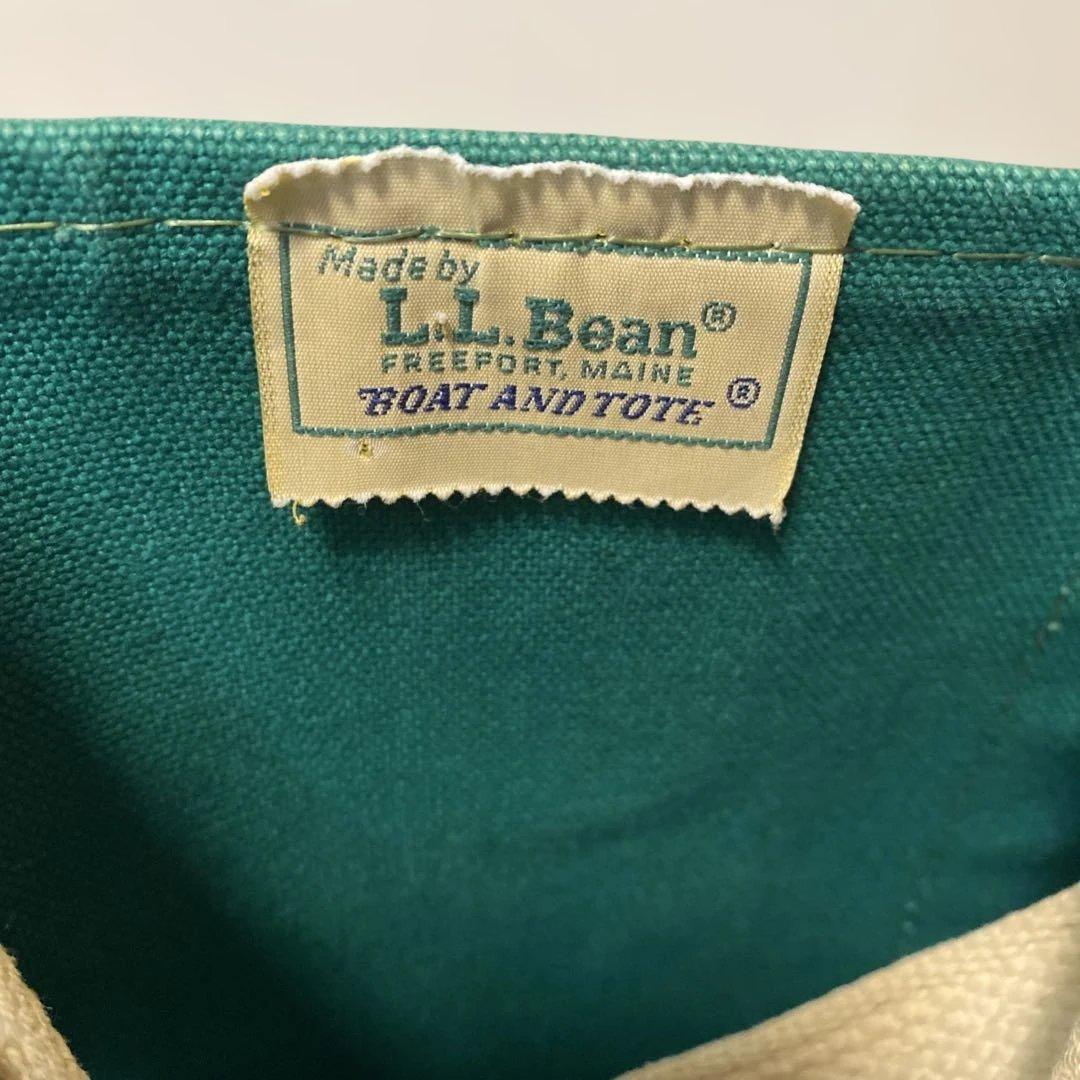 Made by
L.L.Bean®
FREEPORT, MAINE
BOAT AND TOTE ®